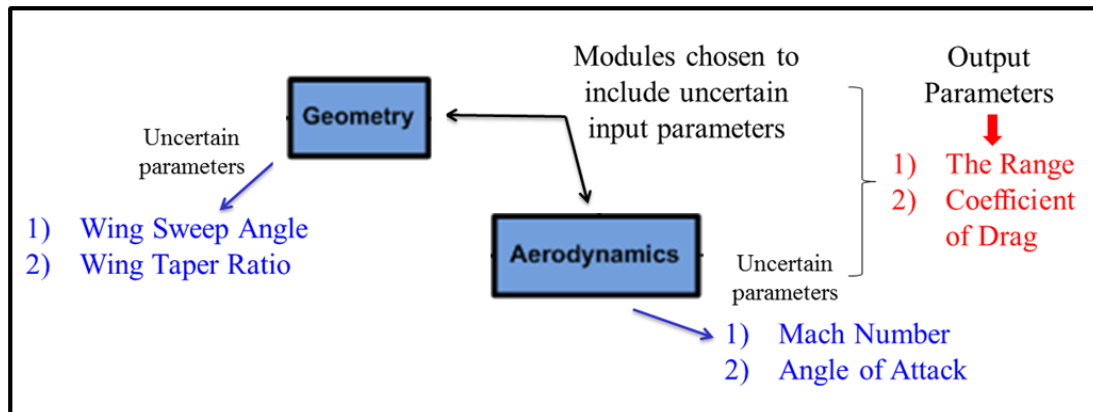 Modules chosen to
include uncertain
input parameters
Output
Parameters
Geometry
Uncertain
parameters
1) The Range
2) Coefficient
of Drag
1) Wing Sweep Angle
2) Wing Taper Ratio
Aerodynamics
Uncertain
parameters
1) Mach Number
2) Angle of Attack